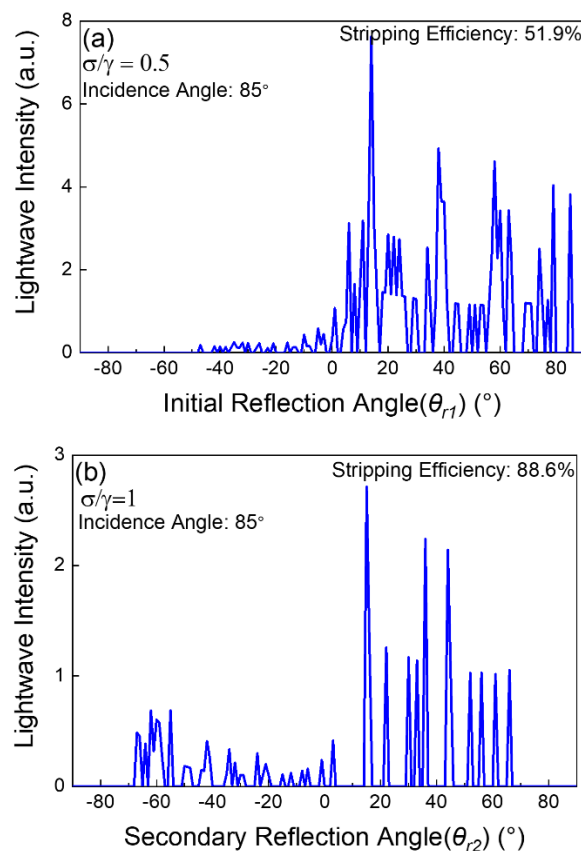 (a)
Stripping Efficiency: 51.9%
σ/γ = 0.5
Incidence Angle: 85°
Lightwave Intensity (a.u.)
8
6
4
2
0
-80 -60 -40 -20 0 20 40 60 80
Initial Reflection Angle(θr1) (°)
(b)
Stripping Efficiency: 88.6%
σ/γ=1
Incidence Angle: 85°
Lightwave Intensity (a.u.)
3
2
1
0
-80 -60 -40 -20 0 20 40 60 80
Secondary Reflection Angle(θr2) (°)